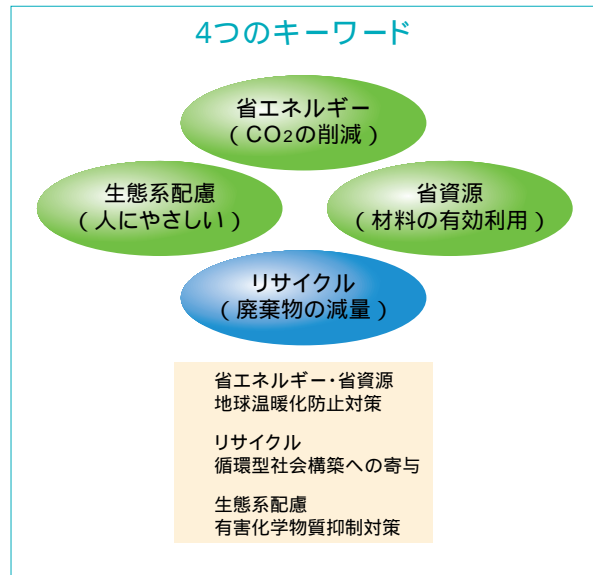 4つのキーワード
省エネルギー
(CO₂の削減)
生態系配慮
(人にやさしい)
省資源
(材料の有効利用)
リサイクル
(廃棄物の減量)
省エネルギー・省資源
地球温暖化防止対策
リサイクル
循環型社会構築への寄与
生態系配慮
有害化学物質抑制対策